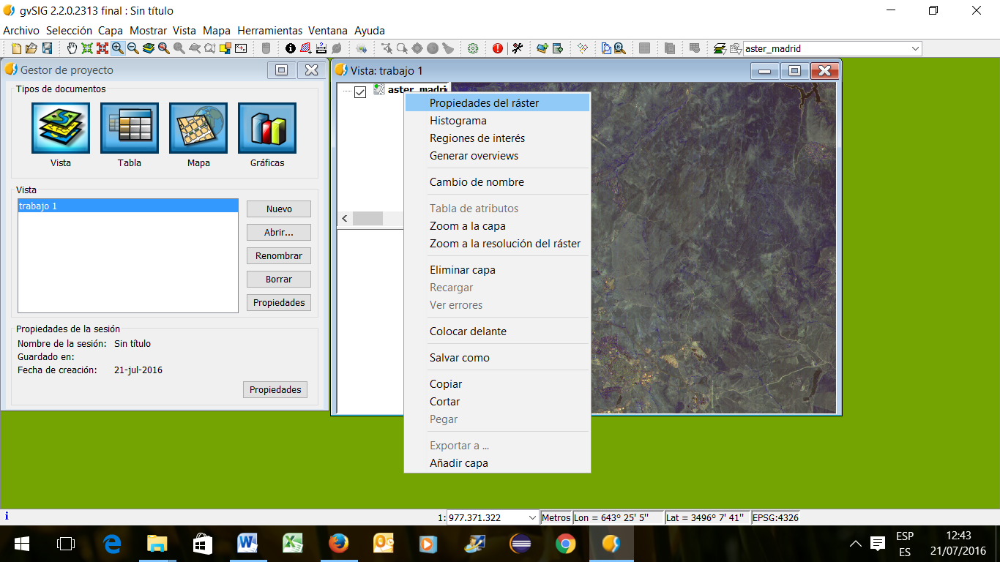 gvSIG 2.2.0.2313 final : Sin título
Archivo Selección Capa Mostrar Vista Mapa Herramientas Ventana Ayuda
aster_madrid
Gestor de proyecto
Tipos de documentos
Vista Tabla Mapa Gráficas
Vista
trabajo 1
Nuevo
Abrir...
Renombrar
Borrar
Propiedades
Propiedades de la sesión
Nombre de la sesión: Sin título
Guardado en:
Fecha de creación: 21-jul-2016
Propiedades
Vista: trabajo 1
aster_madri
Propiedades del ráster
Histograma
Regiones de interés
Generar overviews
Cambio de nombre
Tabla de atributos
Zoom a la capa
Zoom a la resolución del ráster
Eliminar capa
Recargar
Ver errores
Colocar delante
Salvar como
Copiar
Cortar
Pegar
Exportar a ...
Añadir capa
1: 977.371.322 Metros Lon = 643º 25' 5" Lat = 3496º 7' 41" EPSG:4326
ESP
ES
12:43
21/07/2016